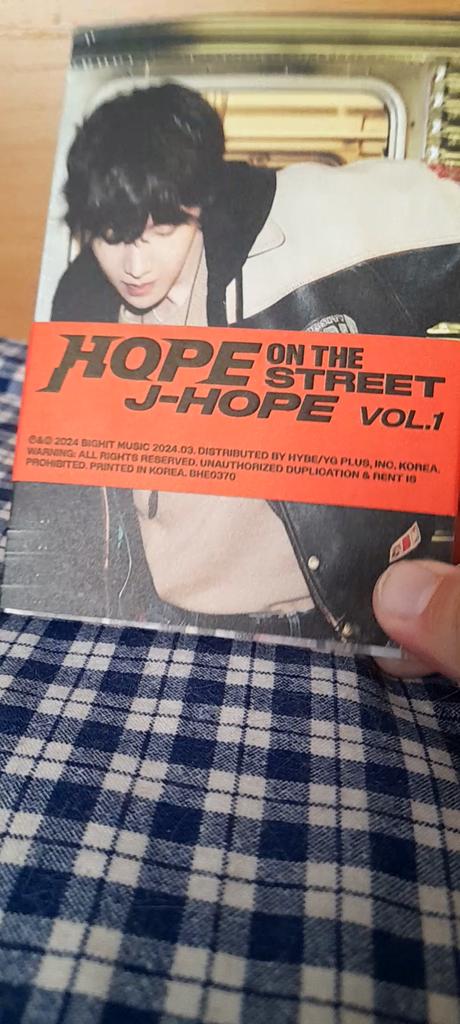 HOPE ON THE STREET
J-HOPE VOL.1
℗&© 2024 BIGHIT MUSIC 2024.03. DISTRIBUTED BY HYBE/YG PLUS, INC. KOREA.
WARNING: ALL RIGHTS RESERVED. UNAUTHORIZED DUPLICATION & RENT IS
PROHIBITED. PRINTED IN KOREA. BHE0370